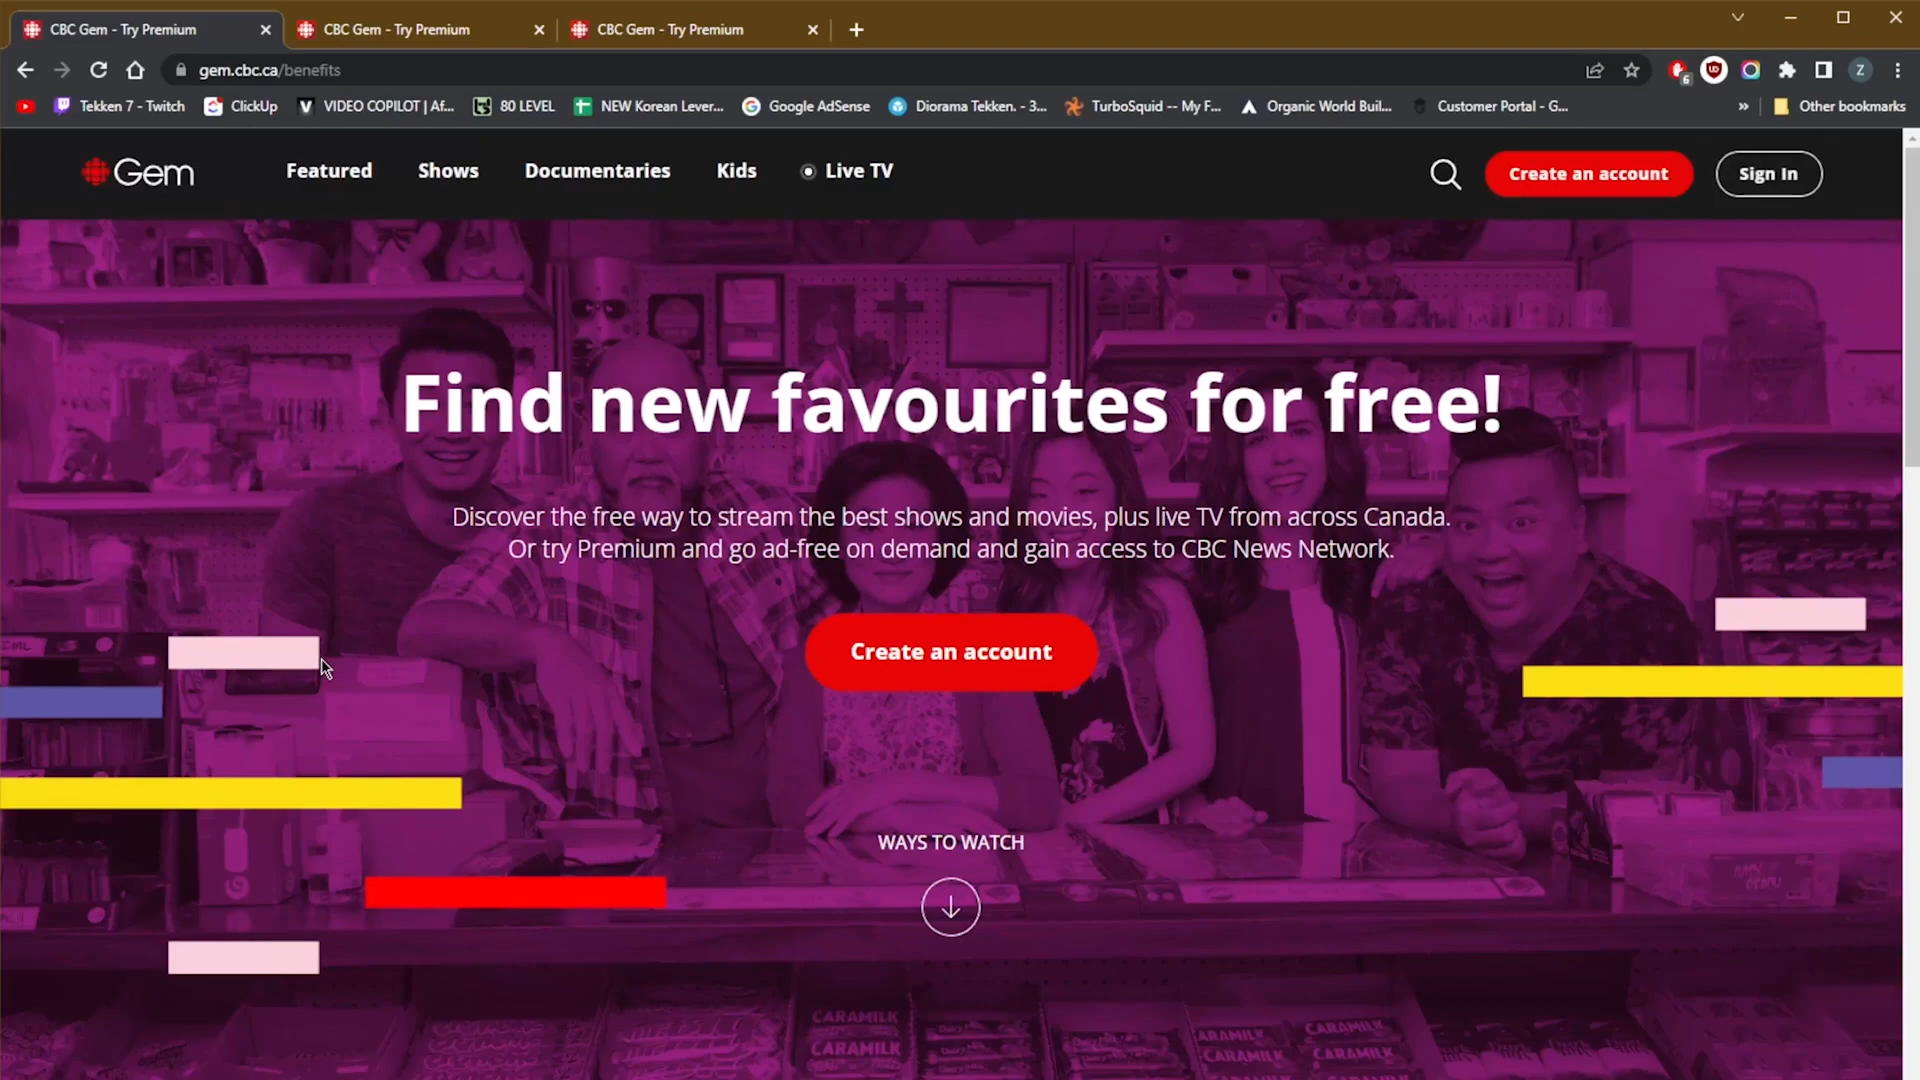 CBC Gem - Try Premium
CBC Gem - Try Premium
CBC Gem - Try Premium
gem.cbc.ca/benefits
6
Z
Tekken 7 - Twitch
ClickUp
VIDEO COPILOT | Af...
80 LEVEL
NEW Korean Lever...
Google AdSense
Diorama Tekken. - 3...
TurboSquid -- My F...
Organic World Buil...
Customer Portal - G...
»
Other bookmarks
Gem
Featured
Shows
Documentaries
Kids
Live TV
Create an account
Sign In
Find new favourites for free!
Discover the free way to stream the best shows and movies, plus live TV from across Canada.
Or try Premium and go ad-free on demand and gain access to CBC News Network.
Create an account
WAYS TO WATCH
CARAMILK
CARAMILK
CARAMILK
CARAMILK
CARAMILK
CARAMILK